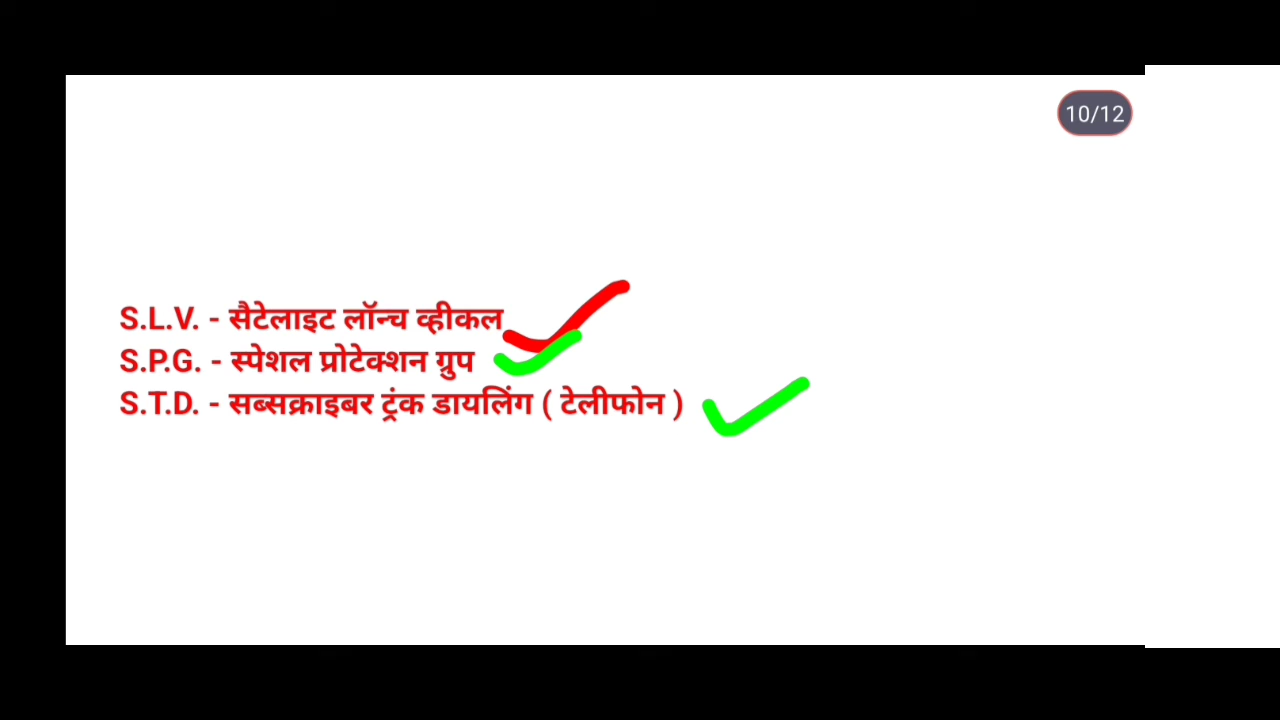 10/12
S.L.V. - सैटेलाइट लॉन्च व्हीकल
S.P.G. - स्पेशल प्रोटेक्शन ग्रुप
S.T.D. - सब्सक्राइबर ट्रंक डायलिंग ( टेलीफोन )